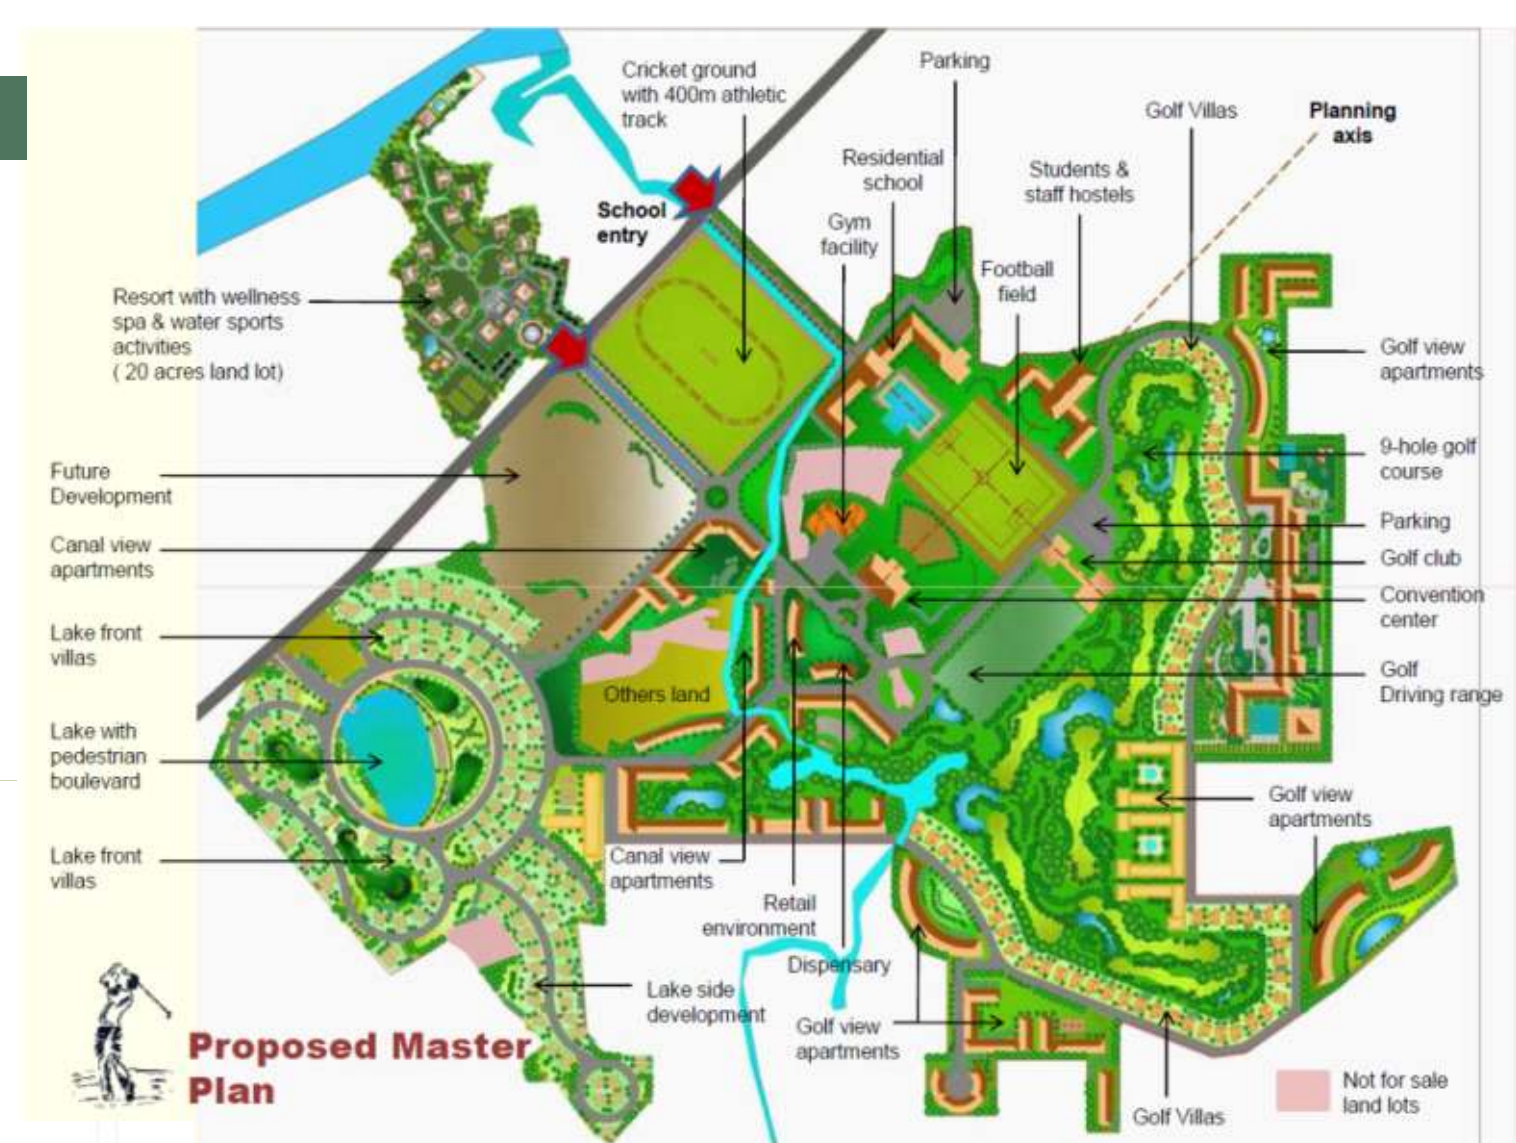 Cricket ground
with 400m athletic
track
Parking
Golf Villas
Planning
axis
Residential
school
Students &
staff hostels
School
entry
Gym
facility
Football
field
Resort with wellness
spa & water sports
activities
( 20 acres land lot)
Golf view
apartments
Future
Development
9-hole golf
course
Parking
Canal view
apartments
Golf club
Convention
center
Lake front
villas
Golf
Driving range
Others land
Lake with
pedestrian
boulevard
Golf view
apartments
Lake front
villas
Canal view
apartments
Retail
environment
Dispensary
Lake side
development
Golf view
apartments
Proposed Master
Plan
Not for sale
land lots
Golf Villas